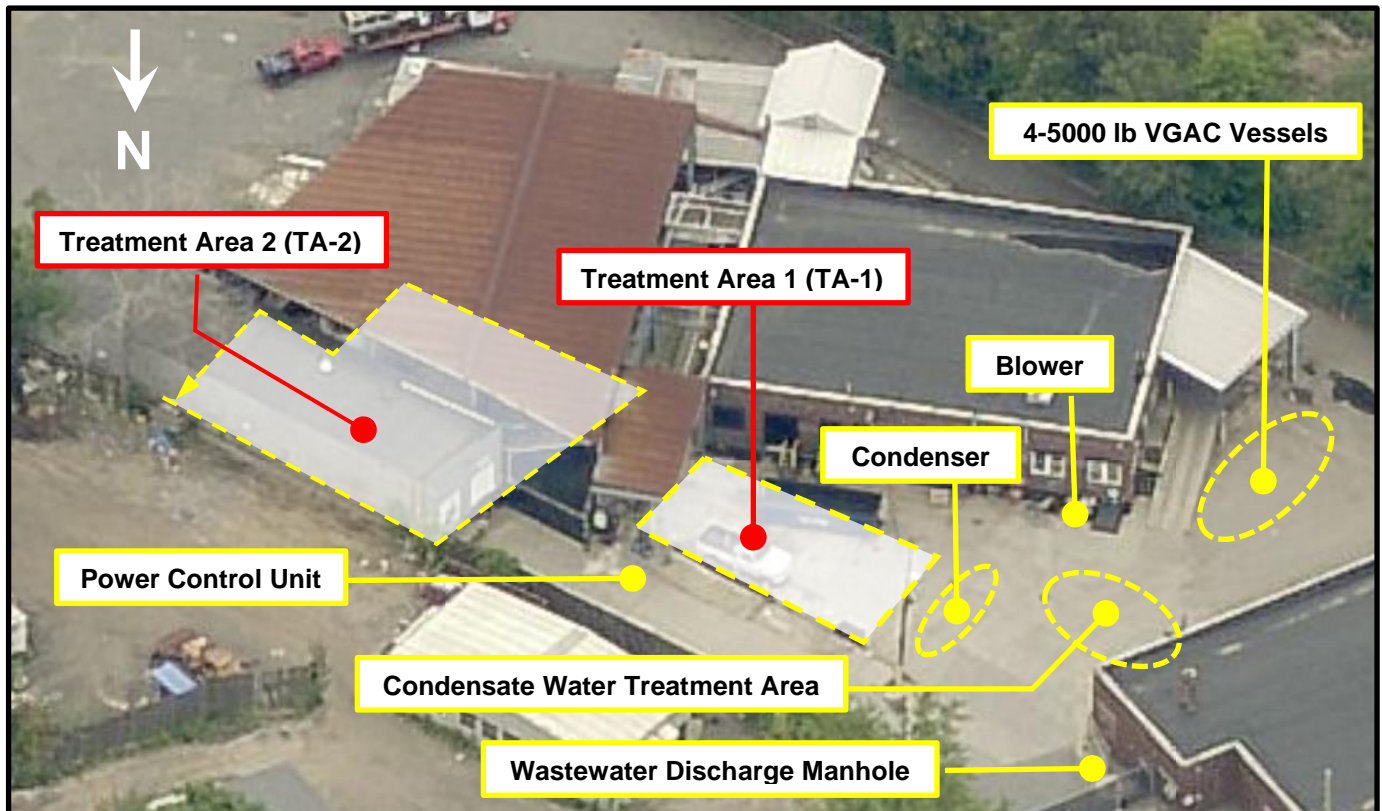 N
4-5000 lb VGAC Vessels
Treatment Area 2 (TA-2)
Treatment Area 1 (TA-1)
Blower
Condenser
Power Control Unit
Condensate Water Treatment Area
Wastewater Discharge Manhole